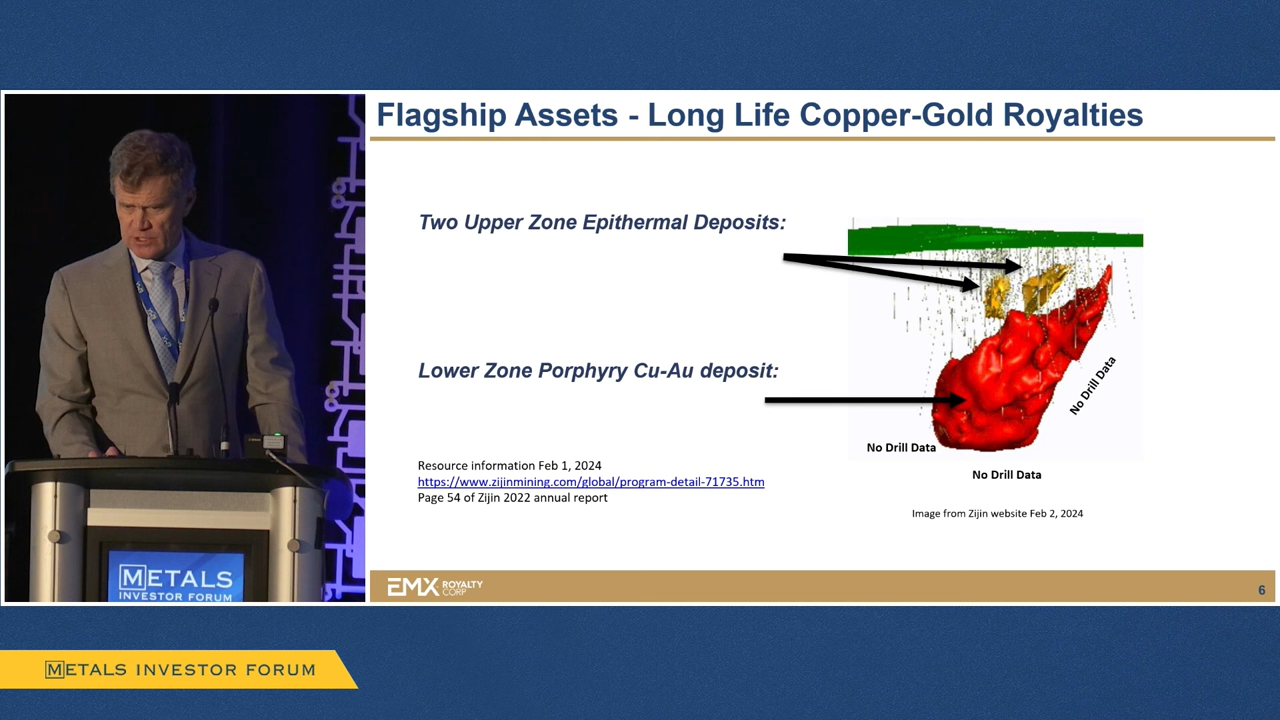 Flagship Assets - Long Life Copper-Gold Royalties
Two Upper Zone Epithermal Deposits:
Lower Zone Porphyry Cu-Au deposit:
No Drill Data
No Drill Data
No Drill Data
Resource information Feb 1, 2024
https://www.zijinmining.com/global/program-detail-71735.htm
Page 54 of Zijin 2022 annual report
Image from Zijin website Feb 2, 2024
EMX ROYALTY
CORP
6
METALS
INVESTOR FORUM
METALS INVESTOR FORUM